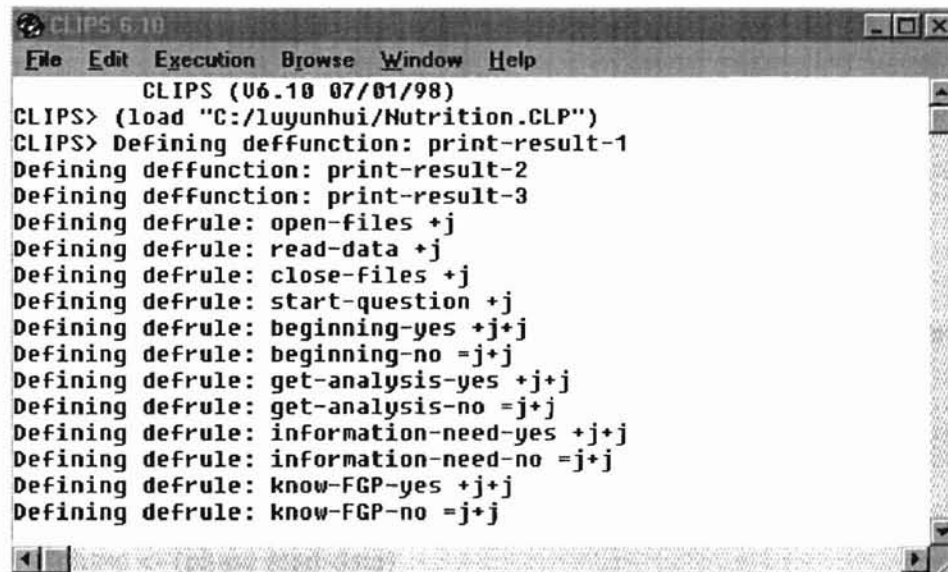 CLIPS 6.10
File Edit Execution Browse Window Help
CLIPS (V6.10 07/01/98)
CLIPS> (load "C:/luyunhui/Nutrition.CLP")
CLIPS> Defining deffunction: print-result-1
Defining deffunction: print-result-2
Defining deffunction: print-result-3
Defining defrule: open-files +j
Defining defrule: read-data +j
Defining defrule: close-files +j
Defining defrule: start-question +j
Defining defrule: beginning-yes +j+j
Defining defrule: beginning-no =j+j
Defining defrule: get-analysis-yes +j+j
Defining defrule: get-analysis-no =j+j
Defining defrule: information-need-yes +j+j
Defining defrule: information-need-no =j+j
Defining defrule: know-FGP-yes +j+j
Defining defrule: know-FGP-no =j+j